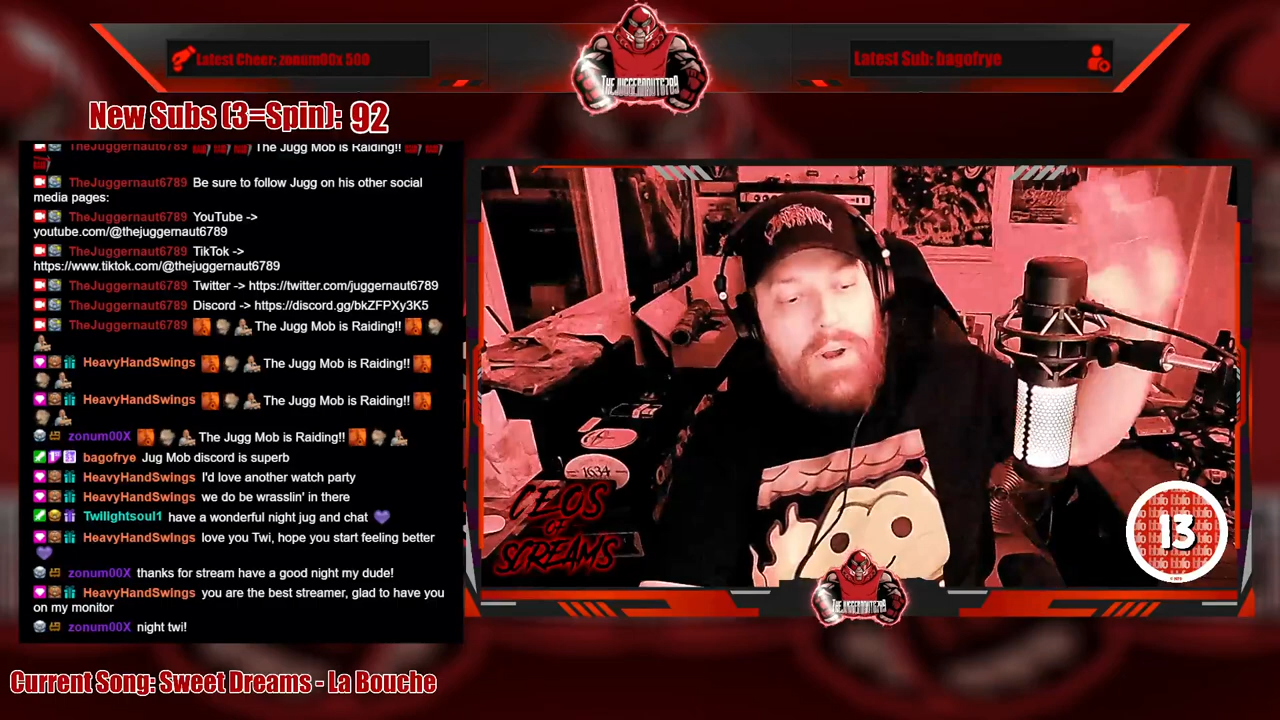 Latest Cheer: zonum00x 500
THEJUGGERNAUT6789
Latest Sub: bagofrye
New Subs (3=Spin): 92
TheJuggernaut6789 The Jugg Mob is Raiding!!
TheJuggernaut6789 Be sure to follow Jugg on his other social
media pages:
TheJuggernaut6789 YouTube ->
youtube.com/@thejuggernaut6789
TheJuggernaut6789 TikTok ->
https://www.tiktok.com/@thejuggernaut6789
TheJuggernaut6789 Twitter -> https://twitter.com/juggernaut6789
TheJuggernaut6789 Discord -> https://discord.gg/bkZFPXy3K5
TheJuggernaut6789 The Jugg Mob is Raiding!!
HeavyHandSwings The Jugg Mob is Raiding!!
HeavyHandSwings The Jugg Mob is Raiding!!
zonum00X The Jugg Mob is Raiding!!
bagofrye Jug Mob discord is superb
HeavyHandSwings I'd love another watch party
HeavyHandSwings we do be wrasslin' in there
Twilightsoul1 have a wonderful night jug and chat
HeavyHandSwings love you Twi, hope you start feeling better
zonum00X thanks for stream have a good night my dude!
HeavyHandSwings you are the best streamer, glad to have you
on my monitor
zonum00X night twi!
1634
CEOS
OF
SCREAMS
13
THEJUGGERNAUT6789
Current Song: Sweet Dreams - La Bouche